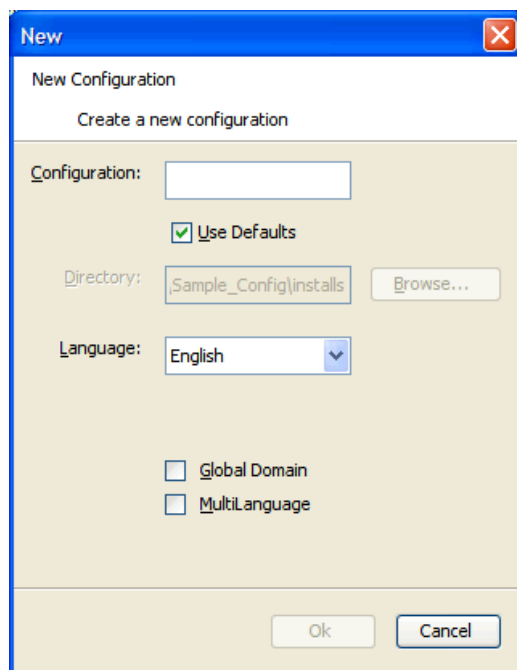 New
New Configuration
Create a new configuration
Configuration:
Use Defaults
Directory: Sample_Config\installs Browse...
Language: English
Global Domain
MultiLanguage
Ok Cancel